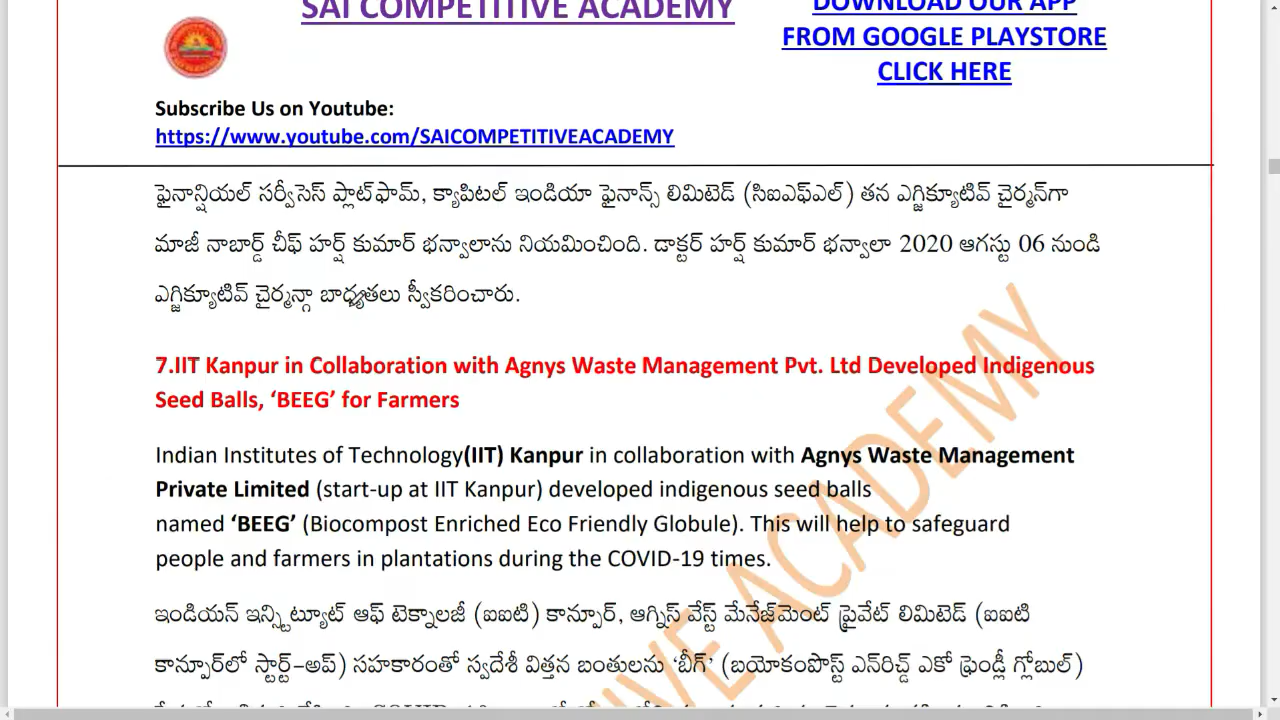 SAI COMPETITIVE ACADEMY
DOWNLOAD OUR APP
FROM GOOGLE PLAYSTORE
CLICK HERE
Subscribe Us on Youtube:
https://www.youtube.com/SAICOMPETITIVEACADEMY
ఫైనాన్షియల్ సర్వీసెస్ ప్లాట్‌ఫామ్, క్యాపిటల్ ఇండియా ఫైనాన్స్ లిమిటెడ్ (సిఐఎఫ్ఎల్) తన ఎగ్జిక్యూటివ్ చైర్మన్‌గా
మాజీ నాబార్డ్ చీఫ్ హర్ష్ కుమార్ భన్వాలాను నియమించింది. డాక్టర్ హర్ష్ కుమార్ భన్వాలా 2020 ఆగస్టు 06 నుండి
ఎగ్జిక్యూటివ్ చైర్మన్గా బాధ్యతలు స్వీకరించారు.
7.IIT Kanpur in Collaboration with Agnys Waste Management Pvt. Ltd Developed Indigenous
Seed Balls, ‘BEEG’ for Farmers
Indian Institutes of Technology(IIT) Kanpur in collaboration with Agnys Waste Management
Private Limited (start-up at IIT Kanpur) developed indigenous seed balls
named ‘BEEG’ (Biocompost Enriched Eco Friendly Globule). This will help to safeguard
people and farmers in plantations during the COVID-19 times.
ఇండియన్ ఇన్స్టిట్యూట్ ఆఫ్ టెక్నాలజీ (ఐఐటి) కాన్పూర్, ఆగ్నిస్ వేస్ట్ మేనేజ్‌మెంట్ ప్రైవేట్ లిమిటెడ్ (ఐఐటి
కాన్పూర్‌లో స్టార్ట్-అప్) సహకారంతో స్వదేశీ విత్తన బంతులను ‘బీగ్’ (బయోకంపోస్ట్ ఎన్‌రిచ్డ్ ఎకో ఫ్రెండ్లీ గ్లోబుల్)